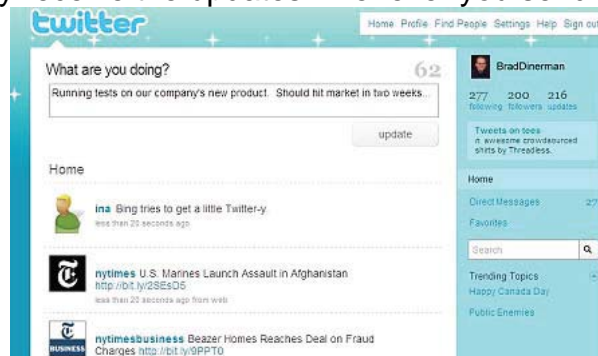 twitter
Home Profile Find People Settings Help Sign out
What are you doing?
62
Running tests on our company's new product. Should hit market in two weeks...
update
Home
ina Bing tries to get a little Twitter-y
less than 20 seconds ago
nytimes U.S. Marines Launch Assault in Afghanistan
http://bit.ly/2SEsD5
less than 20 seconds ago from web
nytimesbusiness Beazer Homes Reaches Deal on Fraud
Charges http://bit.ly/9PPT0
BUSINESS
BradDinerman
277 200 216
following followers updates
Tweets on tees
awesome crowdsourced
shirts by Threadless.
Home
Direct Messages 27
Favorites
Search
Trending Topics
Happy Canada Day
Public Enemies